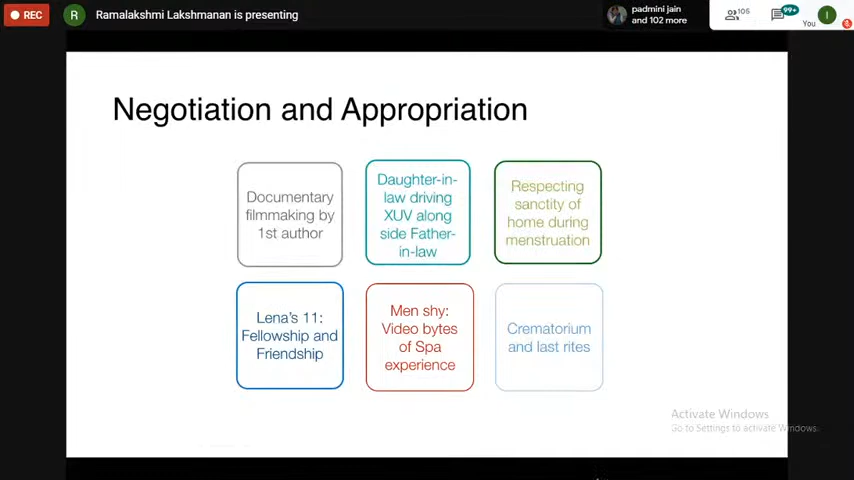 REC
R
Ramalakshmi Lakshmanan is presenting
padmini jain
and 102 more
105
99+
You
I
Negotiation and Appropriation
Documentary
filmmaking by
1st author
Daughter-in-
law driving
XUV along
side Father-
in-law
Respecting
sanctity of
home during
menstruation
Lena's 11:
Fellowship and
Friendship
Men shy:
Video bytes
of Spa
experience
Crematorium
and last rites
Activate Windows
Go to Settings to activate Windows.